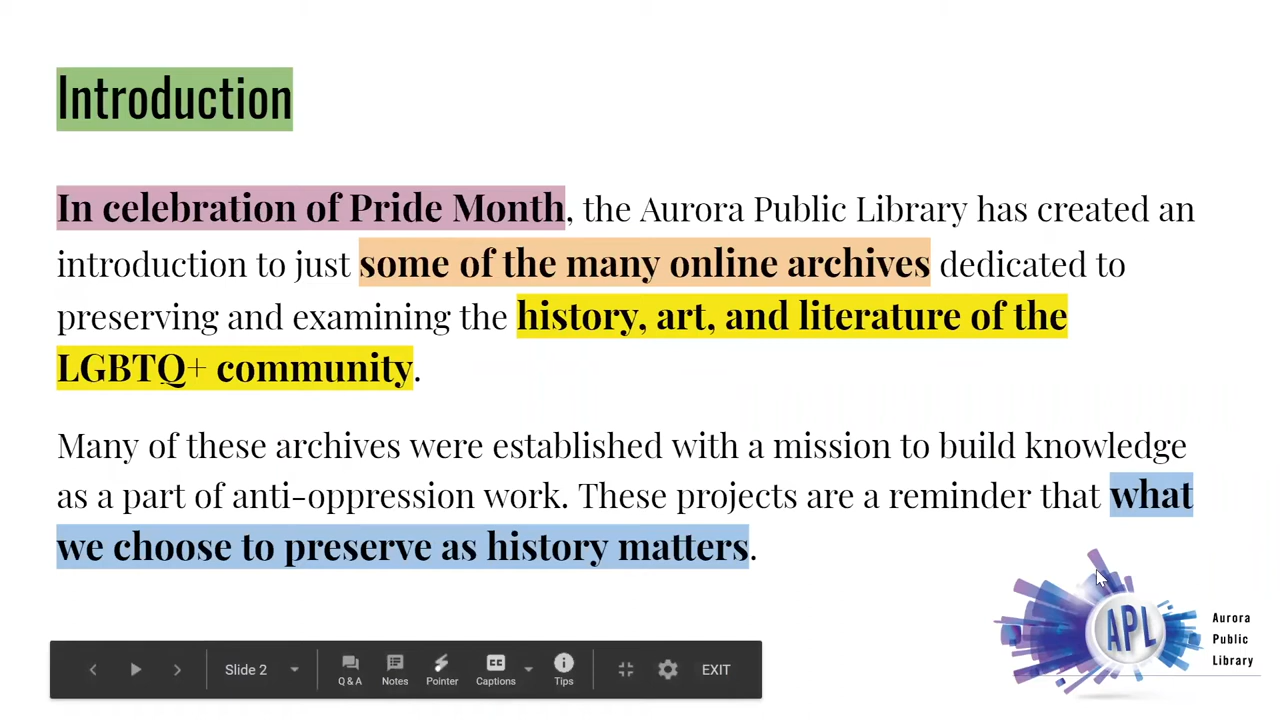 Introduction
In celebration of Pride Month, the Aurora Public Library has created an
introduction to just some of the many online archives dedicated to
preserving and examining the history, art, and literature of the
LGBTQ+ community.
Many of these archives were established with a mission to build knowledge
as a part of anti-oppression work. These projects are a reminder that what
we choose to preserve as history matters.
APL
Aurora
Public
Library
Slide 2
Q & A
Notes
Pointer
CC
Captions
Tips
EXIT